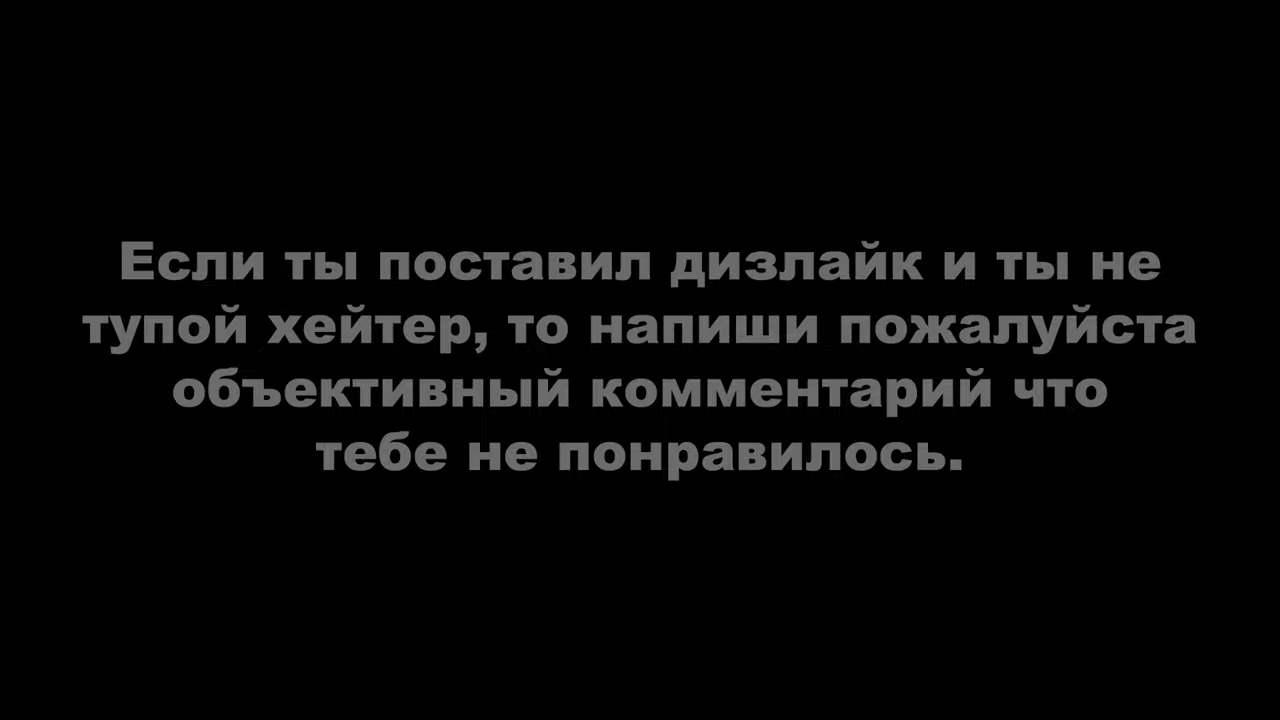 Если ты поставил дизлайк и ты не
тупой хейтер, то напиши пожалуйста
объективный комментарий что
тебе не понравилось.